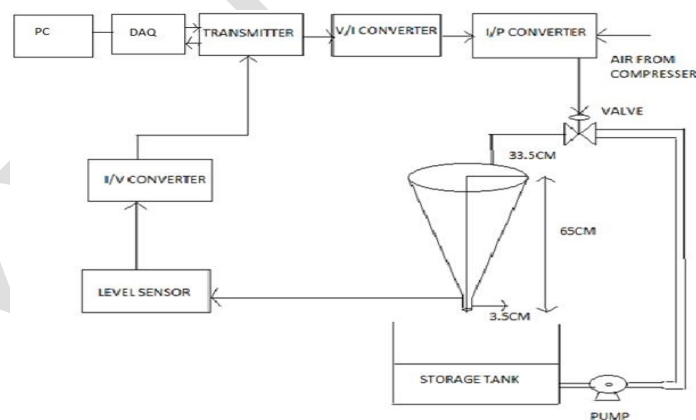 PC
DAQ
TRANSMITTER
V/I CONVERTER
I/P CONVERTER
AIR FROM
COMPRESSER
VALVE
33.5CM
I/V CONVERTER
65CM
LEVEL SENSOR
3.5CM
STORAGE TANK
PUMP